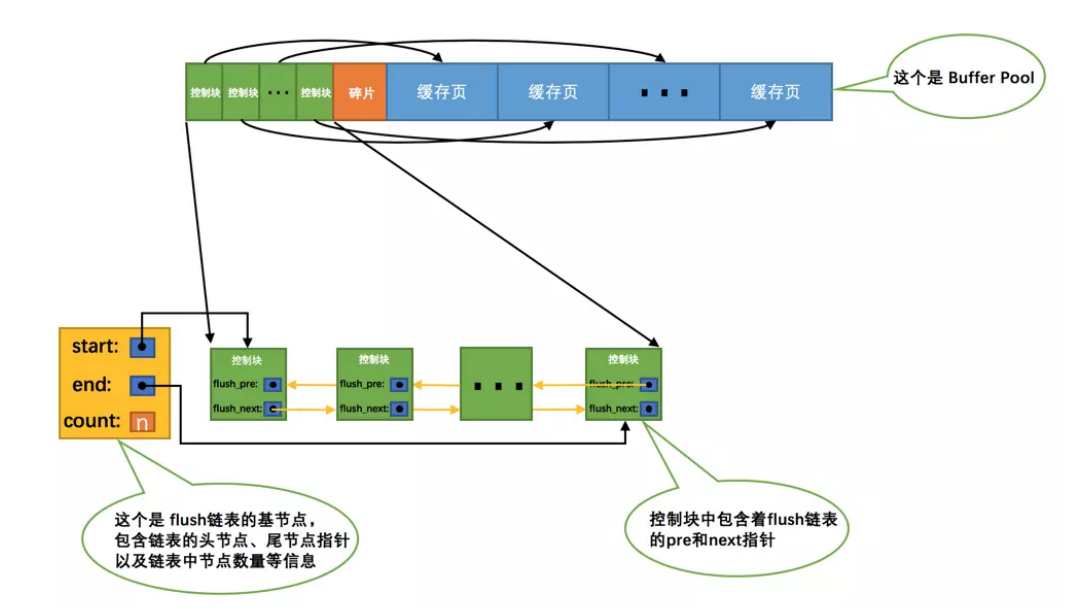 控制块 控制块 ··· 控制块 碎片 缓存页 缓存页 ··· 缓存页
这个是 Buffer Pool
start:
end:
count: n
控制块
flush_pre:
flush_next:
控制块
flush_pre:
flush_next:
···
控制块
flush_pre:
flush_next:
这个是 flush链表的基节点，
包含链表的头节点、尾节点指针
以及链表中节点数量等信息
控制块中包含着flush链表
的pre和next指针